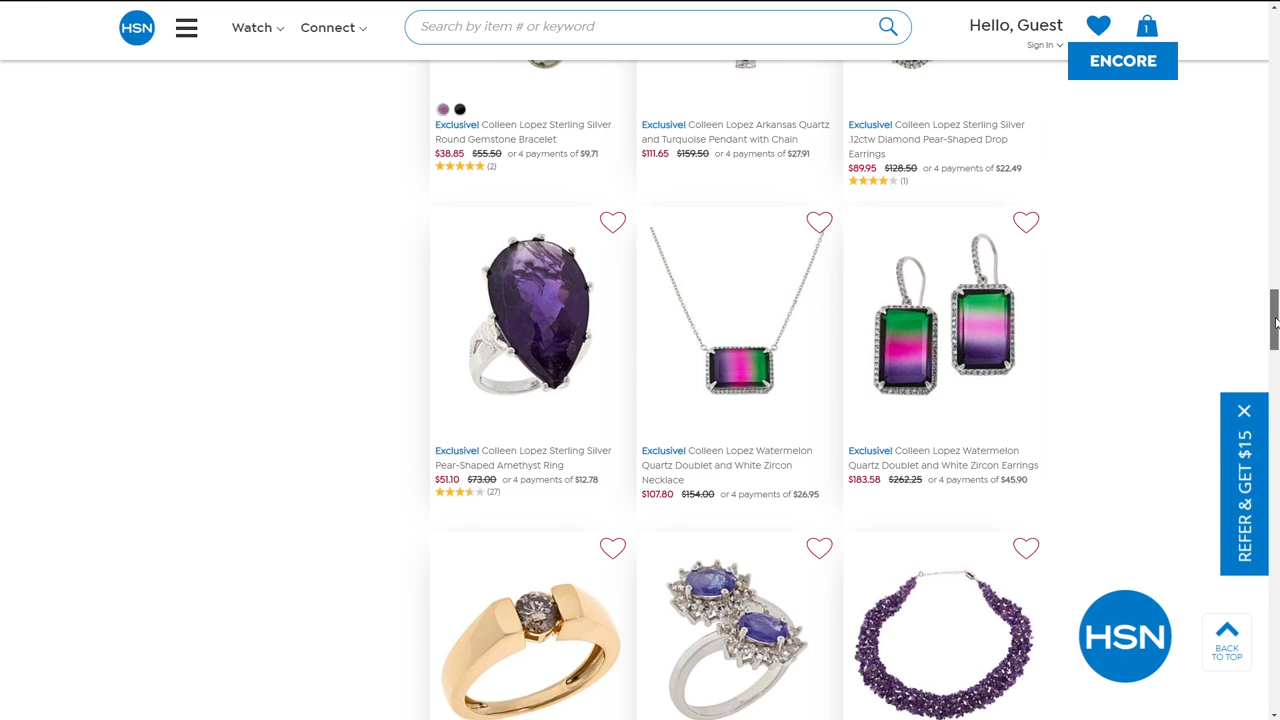 HSN
Watch
Connect
Search by item # or keyword
Hello, Guest
Sign In
1
ENCORE
Exclusive! Colleen Lopez Sterling Silver
Round Gemstone Bracelet
$38.85 $55.50 or 4 payments of $9.71
(2)
Exclusive! Colleen Lopez Arkansas Quartz
and Turquoise Pendant with Chain
$111.65 $159.50 or 4 payments of $27.91
Exclusive! Colleen Lopez Sterling Silver
.12ctw Diamond Pear-Shaped Drop
Earrings
$89.95 $128.50 or 4 payments of $22.49
(1)
Exclusive! Colleen Lopez Sterling Silver
Pear-Shaped Amethyst Ring
$51.10 $73.00 or 4 payments of $12.78
(27)
Exclusive! Colleen Lopez Watermelon
Quartz Doublet and White Zircon
Necklace
$107.80 $154.00 or 4 payments of $26.95
Exclusive! Colleen Lopez Watermelon
Quartz Doublet and White Zircon Earrings
$183.58 $262.25 or 4 payments of $45.90
REFER & GET $15
HSN
BACK
TO TOP